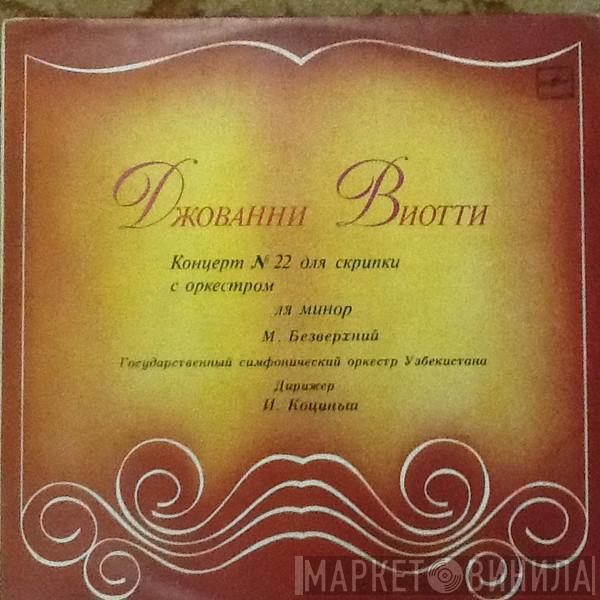 Джованни Виотти
Концерт № 22 для скрипки
с оркестром
ля минор
М. Безверхний
Государственный симфонический оркестр Узбекистана
Дирижер
И. Коциньш
МАРКЕТ ВИНИЛА